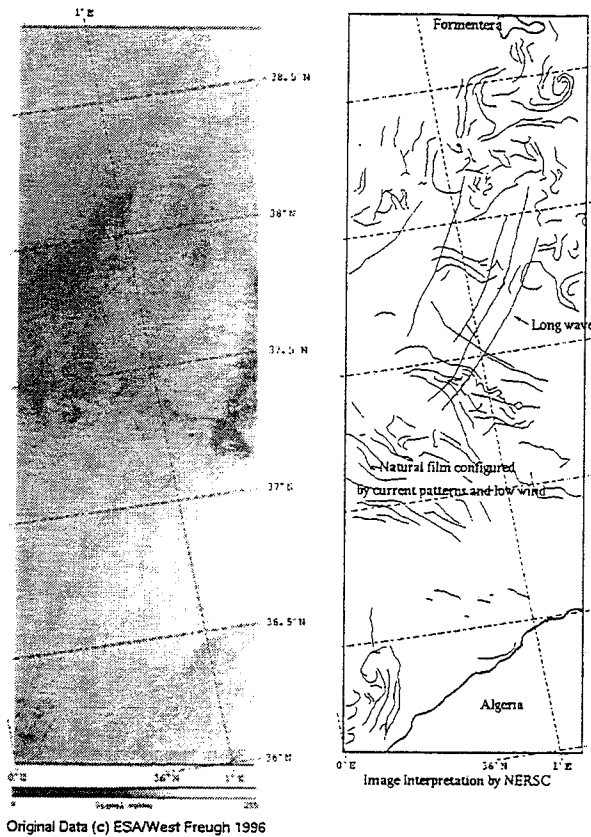 1° E
38.5 N
38° N
37.5 N
37° N
36.5 N
36° N
0° E
36° N
1° E
0
255
Original Data (c) ESA/West Freugh 1996
Formentera
Long wave
Natural film configured
by current patterns and low wind
Algeria
0° E
36° N
1° E
Image Interpretation by NERSC